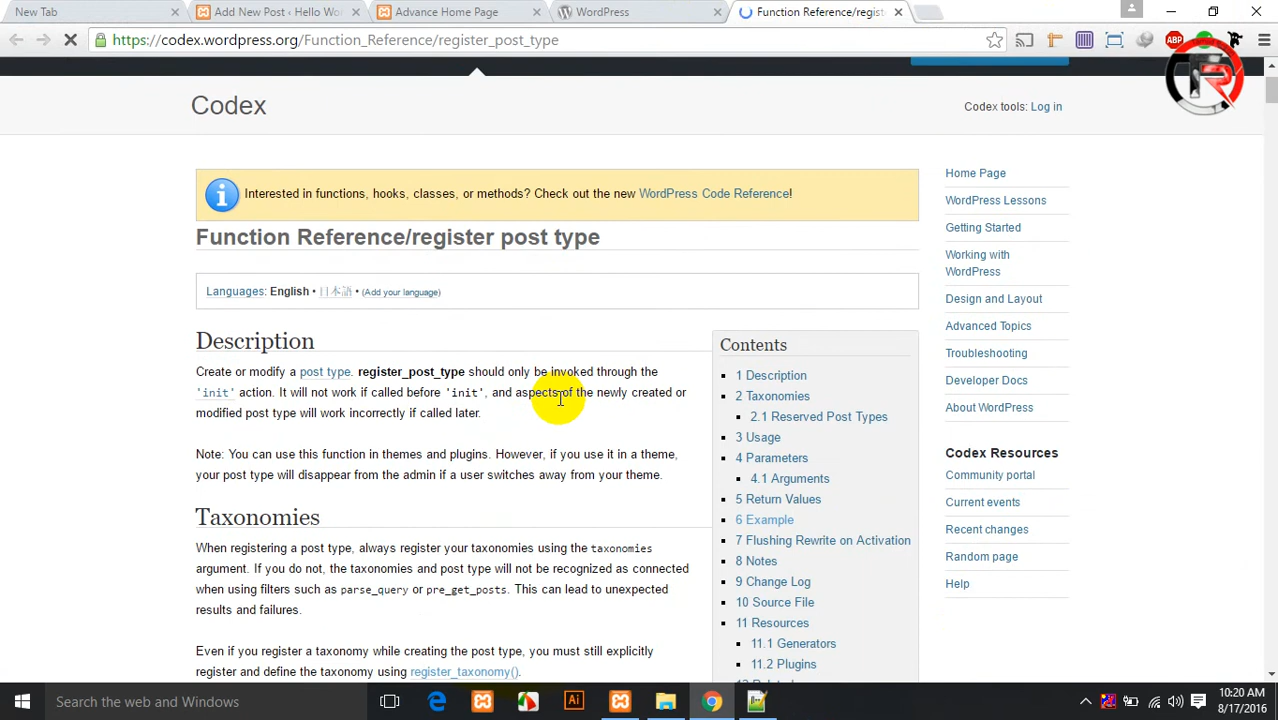 New Tab
Add New Post ‹ Hello Wo
Advance Home Page
WordPress
Function Reference/regist
https://codex.wordpress.org/Function_Reference/register_post_type
ABP
Codex
Codex tools: Log in
Interested in functions, hooks, classes, or methods? Check out the new WordPress Code Reference!
Function Reference/register post type
Languages: English • 日本語 • (Add your language)
Description
Create or modify a post type. register_post_type should only be invoked through the
'init' action. It will not work if called before 'init', and aspects of the newly created or
modified post type will work incorrectly if called later.
Note: You can use this function in themes and plugins. However, if you use it in a theme,
your post type will disappear from the admin if a user switches away from your theme.
Taxonomies
When registering a post type, always register your taxonomies using the taxonomies
argument. If you do not, the taxonomies and post type will not be recognized as connected
when using filters such as parse_query or pre_get_posts. This can lead to unexpected
results and failures.
Even if you register a taxonomy while creating the post type, you must still explicitly
register and define the taxonomy using register_taxonomy().
Contents
1 Description
2 Taxonomies
2.1 Reserved Post Types
3 Usage
4 Parameters
4.1 Arguments
5 Return Values
6 Example
7 Flushing Rewrite on Activation
8 Notes
9 Change Log
10 Source File
11 Resources
11.1 Generators
11.2 Plugins
Home Page
WordPress Lessons
Getting Started
Working with
WordPress
Design and Layout
Advanced Topics
Troubleshooting
Developer Docs
About WordPress
Codex Resources
Community portal
Current events
Recent changes
Random page
Help
Search the web and Windows
Ai
10:20 AM
8/17/2016